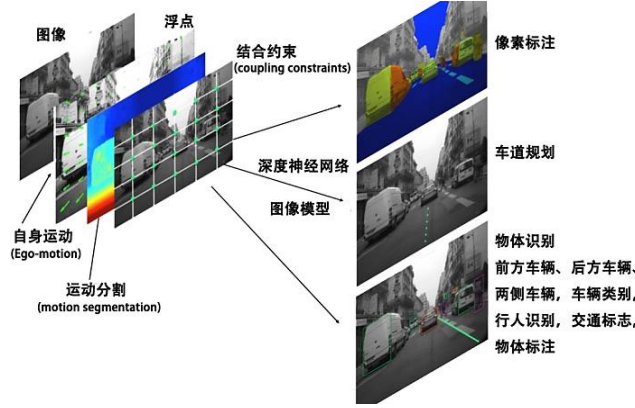 图像
浮点
结合约束
(coupling constraints)
像素标注
深度神经网络
车道规划
图像模型
自身运动
(Ego-motion)
运动分割
(motion segmentation)
物体识别
前方车辆、后方车辆、
两侧车辆，车辆类别，
行人识别，交通标志，
物体标注